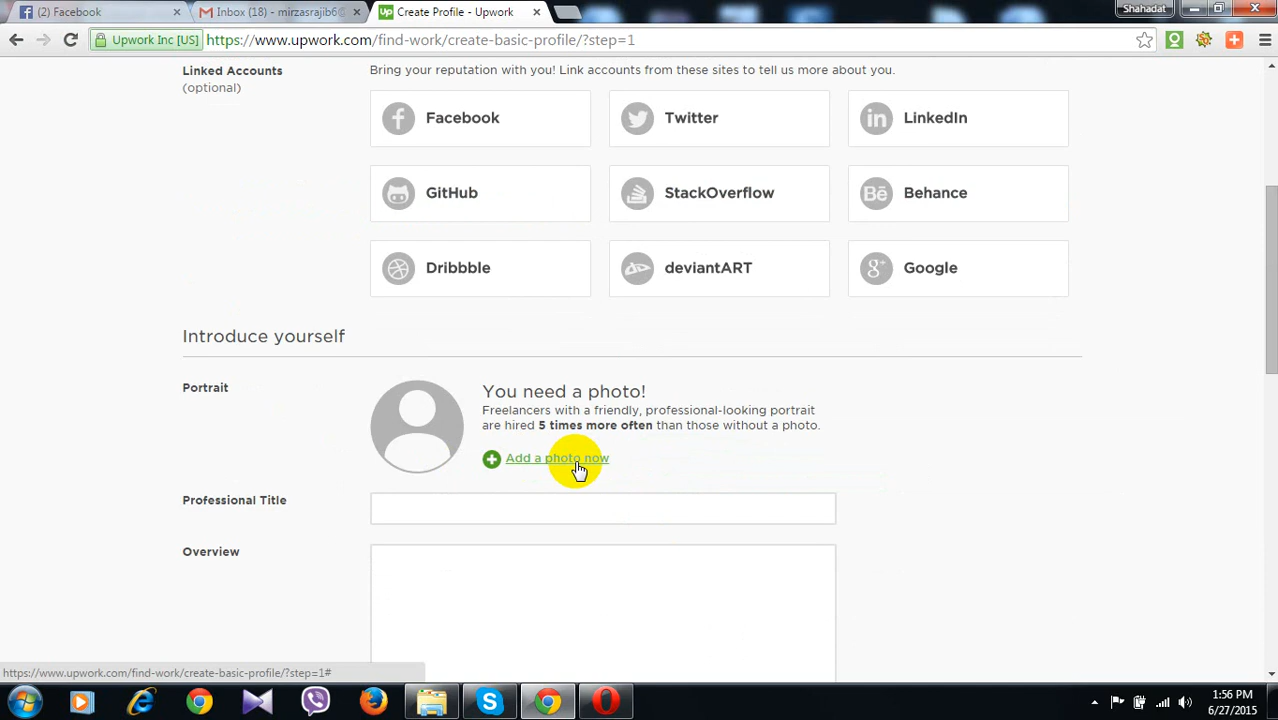 (2) Facebook
Inbox (18) - mirzasrajib6@
Create Profile - Upwork
Shahadat
Upwork Inc [US]
https://www.upwork.com/find-work/create-basic-profile/?step=1
Linked Accounts
(optional)
Bring your reputation with you! Link accounts from these sites to tell us more about you.
Facebook
Twitter
LinkedIn
GitHub
StackOverflow
Behance
Dribbble
deviantART
Google
Introduce yourself
Portrait
You need a photo!
Freelancers with a friendly, professional-looking portrait
are hired 5 times more often than those without a photo.
Add a photo now
Professional Title
Overview
https://www.upwork.com/find-work/create-basic-profile/?step=1#
1:56 PM
6/27/2015